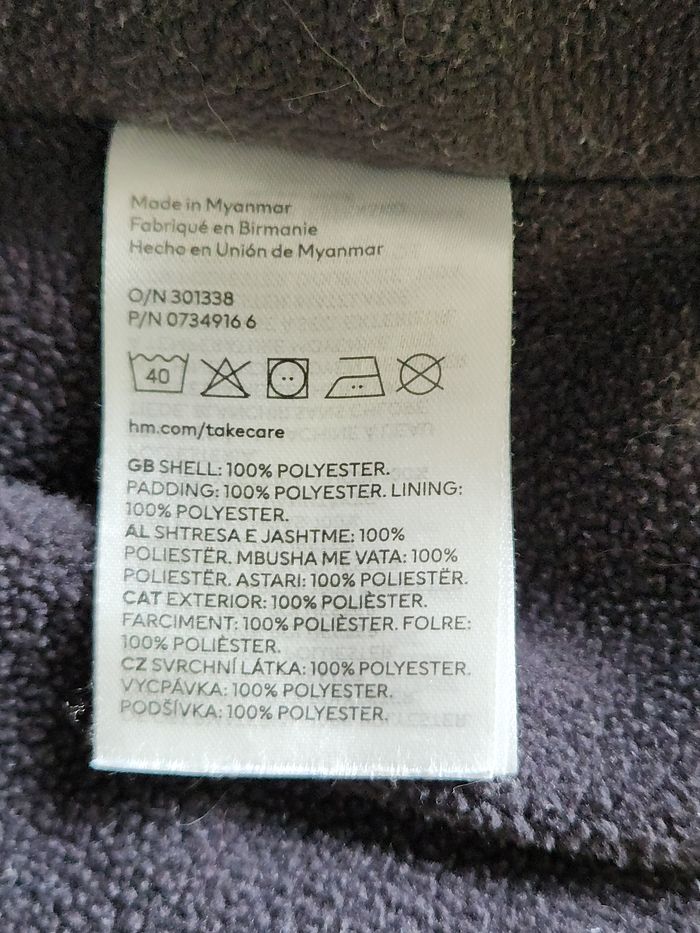 Made in Myanmar
Fabriqué en Birmanie
Hecho en Unión de Myanmar
O/N 301338
P/N 0734916 6
40
hm.com/takecare
GB SHELL: 100% POLYESTER.
PADDING: 100% POLYESTER. LINING:
100% POLYESTER.
AL SHTRESA E JASHTME: 100%
POLIESTËR. MBUSHA ME VATA: 100%
POLIESTËR. ASTARI: 100% POLIESTËR.
CAT EXTERIOR: 100% POLIÈSTER.
FARCIMENT: 100% POLIÈSTER. FOLRE:
100% POLIÈSTER.
CZ SVRCHNÍ LÁTKA: 100% POLYESTER.
VYCPÁVKA: 100% POLYESTER.
PODŠÍVKA: 100% POLYESTER.